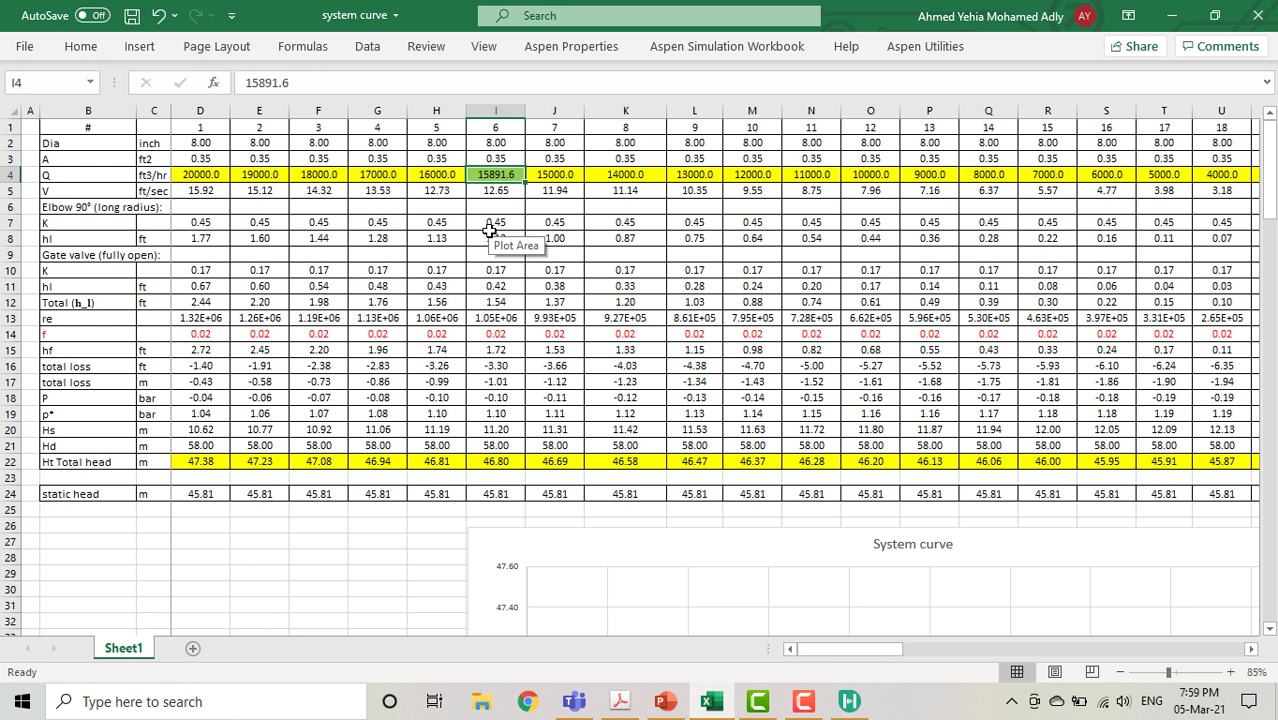 AutoSave Off system curve Search Ahmed Yehia Mohamed Adly AY
File Home Insert Page Layout Formulas Data Review View Aspen Properties Aspen Simulation Workbook Help Aspen Utilities Share Comments
I4 fx 15891.6
A B C D E F G H I J K L M N O P Q R S T U
1 # 1 2 3 4 5 6 7 8 9 10 11 12 13 14 15 16 17 18
2 Dia inch 8.00 8.00 8.00 8.00 8.00 8.00 8.00 8.00 8.00 8.00 8.00 8.00 8.00 8.00 8.00 8.00 8.00 8.00
3 A ft2 0.35 0.35 0.35 0.35 0.35 0.35 0.35 0.35 0.35 0.35 0.35 0.35 0.35 0.35 0.35 0.35 0.35 0.35
4 Q ft3/hr 20000.0 19000.0 18000.0 17000.0 16000.0 15891.6 15000.0 14000.0 13000.0 12000.0 11000.0 10000.0 9000.0 8000.0 7000.0 6000.0 5000.0 4000.0
5 V ft/sec 15.92 15.12 14.32 13.53 12.73 12.65 11.94 11.14 10.35 9.55 8.75 7.96 7.16 6.37 5.57 4.77 3.98 3.18
6 Elbow 90° (long radius):
7 K 0.45 0.45 0.45 0.45 0.45 0.45 0.45 0.45 0.45 0.45 0.45 0.45 0.45 0.45 0.45 0.45 0.45 0.45
8 hl ft 1.77 1.60 1.44 1.28 1.13 1.00 0.87 0.75 0.64 0.54 0.44 0.36 0.28 0.22 0.16 0.11 0.07
Plot Area
9 Gate valve (fully open):
10 K 0.17 0.17 0.17 0.17 0.17 0.17 0.17 0.17 0.17 0.17 0.17 0.17 0.17 0.17 0.17 0.17 0.17 0.17
11 hl ft 0.67 0.60 0.54 0.48 0.43 0.42 0.38 0.33 0.28 0.24 0.20 0.17 0.14 0.11 0.08 0.06 0.04 0.03
12 Total (h_l) ft 2.44 2.20 1.98 1.76 1.56 1.54 1.37 1.20 1.03 0.88 0.74 0.61 0.49 0.39 0.30 0.22 0.15 0.10
13 re 1.32E+06 1.26E+06 1.19E+06 1.13E+06 1.06E+06 1.05E+06 9.93E+05 9.27E+05 8.61E+05 7.95E+05 7.28E+05 6.62E+05 5.96E+05 5.30E+05 4.63E+05 3.97E+05 3.31E+05 2.65E+05
14 f 0.02 0.02 0.02 0.02 0.02 0.02 0.02 0.02 0.02 0.02 0.02 0.02 0.02 0.02 0.02 0.02 0.02 0.02
15 hf ft 2.72 2.45 2.20 1.96 1.74 1.72 1.53 1.33 1.15 0.98 0.82 0.68 0.55 0.43 0.33 0.24 0.17 0.11
16 total loss ft -1.40 -1.91 -2.38 -2.83 -3.26 -3.30 -3.66 -4.03 -4.38 -4.70 -5.00 -5.27 -5.52 -5.73 -5.93 -6.10 -6.24 -6.35
17 total loss m -0.43 -0.58 -0.73 -0.86 -0.99 -1.01 -1.12 -1.23 -1.34 -1.43 -1.52 -1.61 -1.68 -1.75 -1.81 -1.86 -1.90 -1.94
18 P bar -0.04 -0.06 -0.07 -0.08 -0.10 -0.10 -0.11 -0.12 -0.13 -0.14 -0.15 -0.16 -0.16 -0.17 -0.18 -0.18 -0.19 -0.19
19 p* bar 1.04 1.06 1.07 1.08 1.10 1.10 1.11 1.12 1.13 1.14 1.15 1.16 1.16 1.17 1.18 1.18 1.19 1.19
20 Hs m 10.62 10.77 10.92 11.06 11.19 11.20 11.31 11.42 11.53 11.63 11.72 11.80 11.87 11.94 12.00 12.05 12.09 12.13
21 Hd m 58.00 58.00 58.00 58.00 58.00 58.00 58.00 58.00 58.00 58.00 58.00 58.00 58.00 58.00 58.00 58.00 58.00 58.00
22 Ht Total head m 47.38 47.23 47.08 46.94 46.81 46.80 46.69 46.58 46.47 46.37 46.28 46.20 46.13 46.06 46.00 45.95 45.91 45.87
23
24 static head m 45.81 45.81 45.81 45.81 45.81 45.81 45.81 45.81 45.81 45.81 45.81 45.81 45.81 45.81 45.81 45.81 45.81 45.81
25
26
27 System curve
28 47.60
29
30
31 47.40
32
Sheet1
Ready 85%
Type here to search ENG 7:59 PM
05-Mar-21